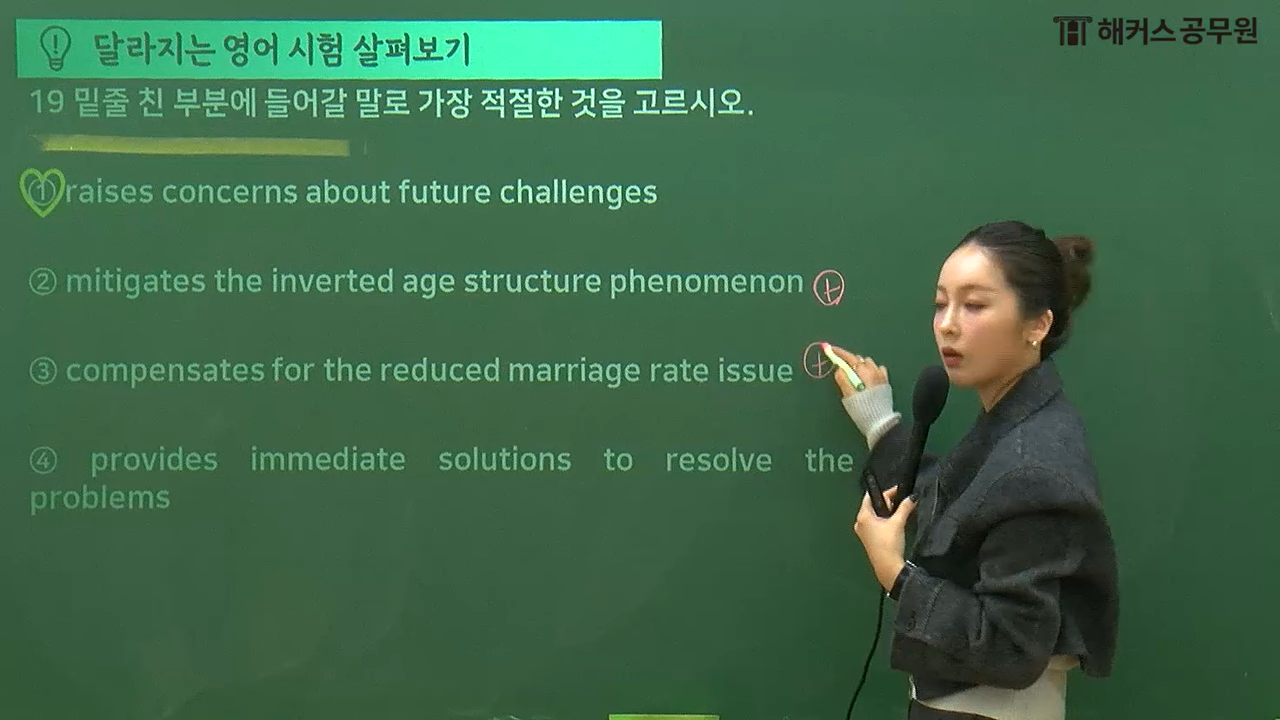 해커스공무원
달라지는 영어 시험 살펴보기
19 밑줄 친 부분에 들어갈 말로 가장 적절한 것을 고르시오.
① raises concerns about future challenges
② mitigates the inverted age structure phenomenon +
③ compensates for the reduced marriage rate issue +
④ provides immediate solutions to resolve the
problems